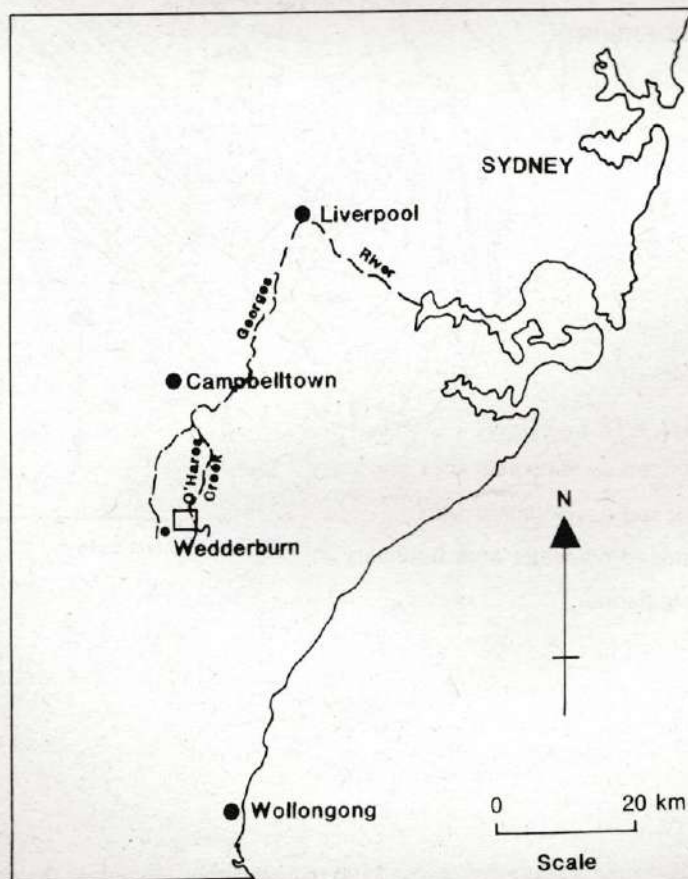 SYDNEY
Liverpool
River
Georges
Campbelltown
O'Hares
Creek
Wedderburn
N
Wollongong
0 20 km
Scale